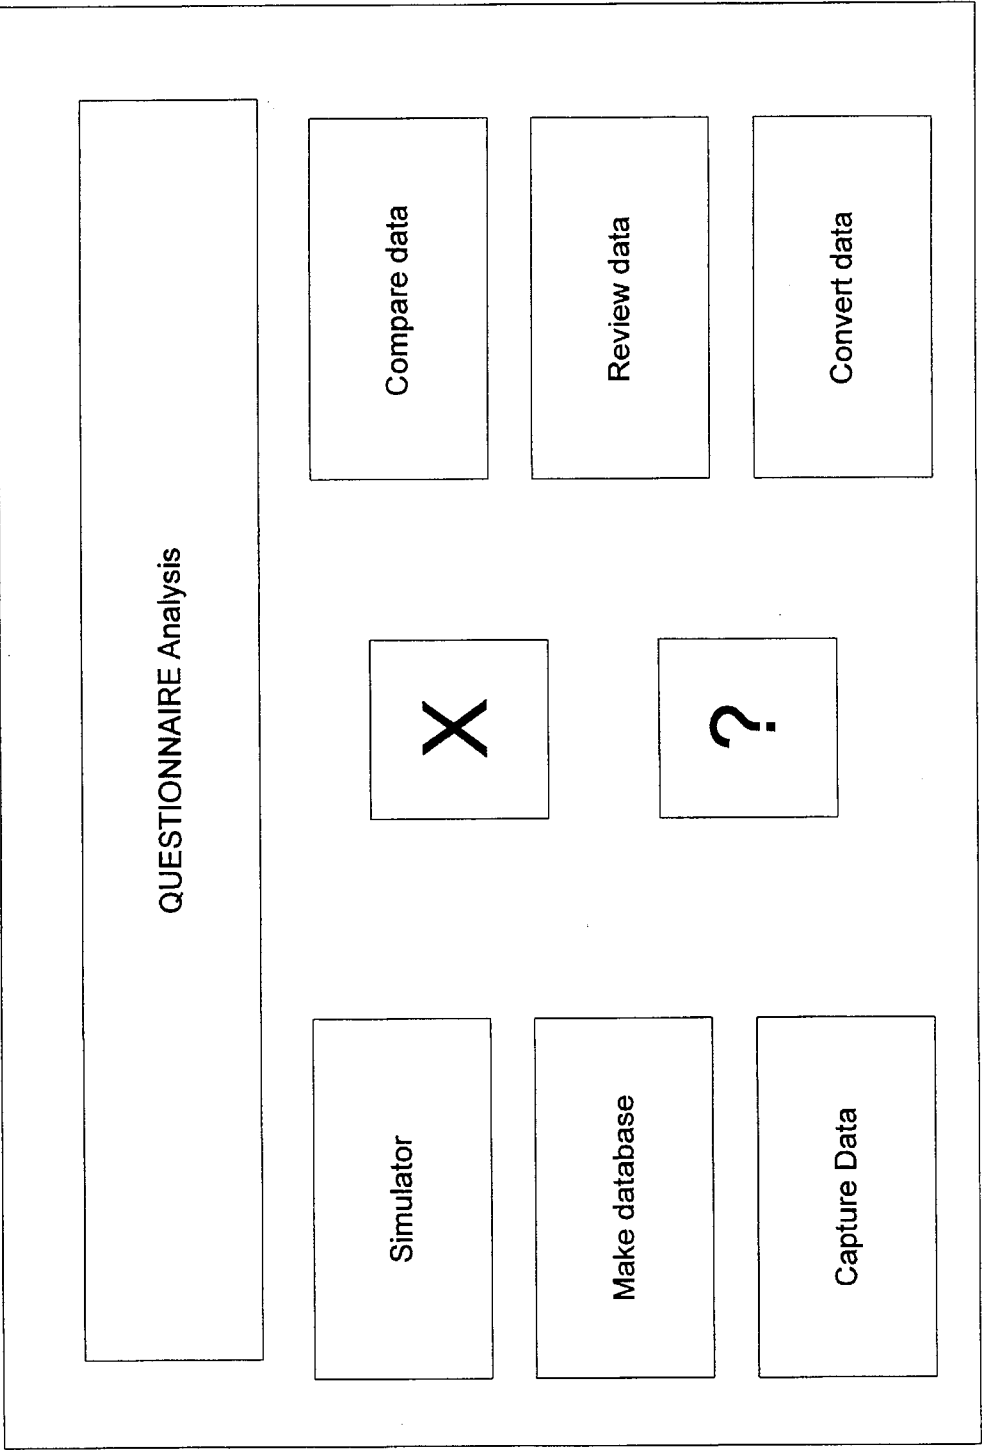 QUESTIONNAIRE Analysis
Simulator
Make database
Capture Data
X
?
Compare data
Review data
Convert data